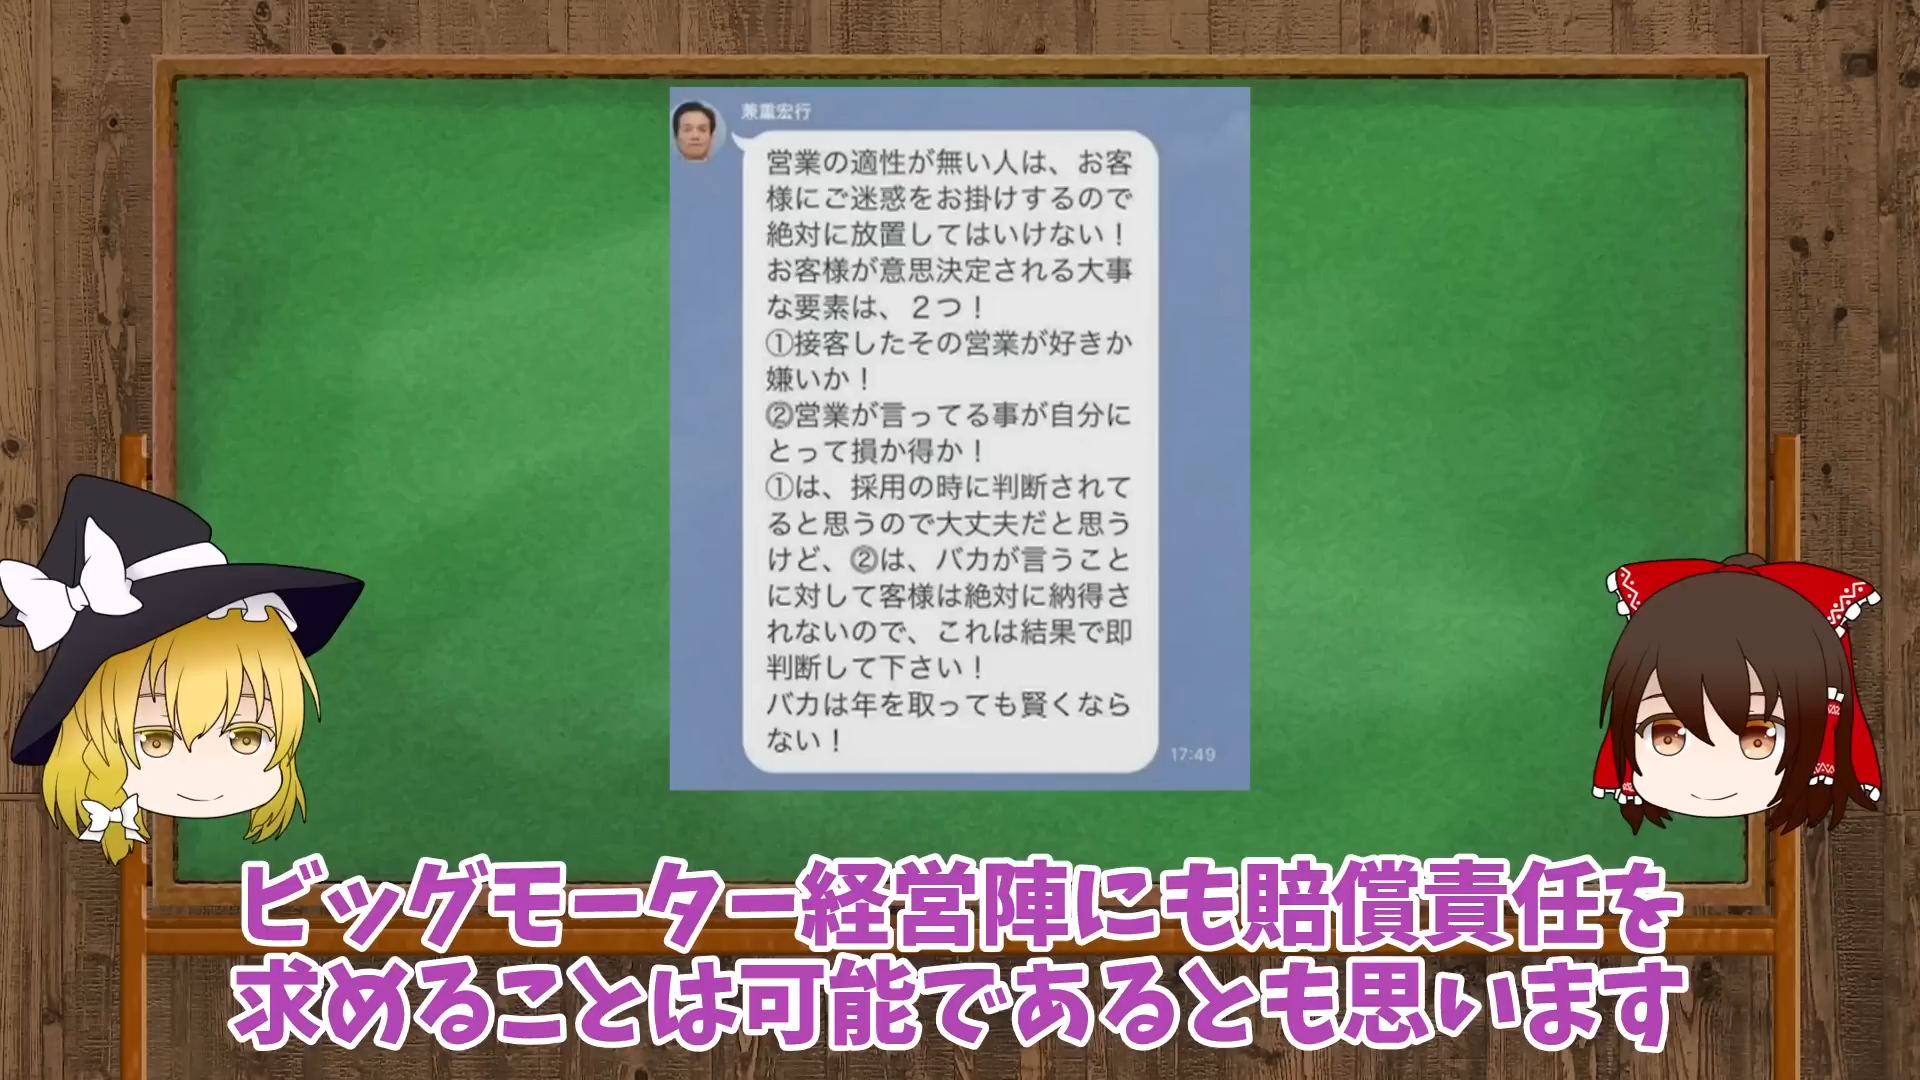 兼重宏行
営業の適性が無い人は、お客
様にご迷惑をお掛けするので
絶対に放置してはいけない！
お客様が意思決定される大事
な要素は、２つ！
①接客したその営業が好きか
嫌いか！
②営業が言ってる事が自分に
とって損か得か！
①は、採用の時に判断されて
ると思うので大丈夫だと思う
けど、②は、バカが言うこと
に対して客様は絶対に納得さ
れないので、これは結果で即
判断して下さい！
バカは年を取っても賢くなら
ない！
17:49
ビッグモーター経営陣にも賠償責任を
求めることは可能であるとも思います